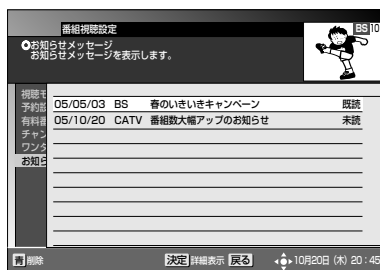 番組視聴設定
BS 10
お知らせメッセージ
お知らせメッセージを表示します。
視聴モ
予約設
有料番
チャン
ワンタ
お知ら
05/05/03 BS 春のいきいきキャンペーン 既読
05/10/20 CATV 番組数大幅アップのお知らせ 未読
青 削除 決定 詳細表示 戻る 10月20日 (木) 20:45